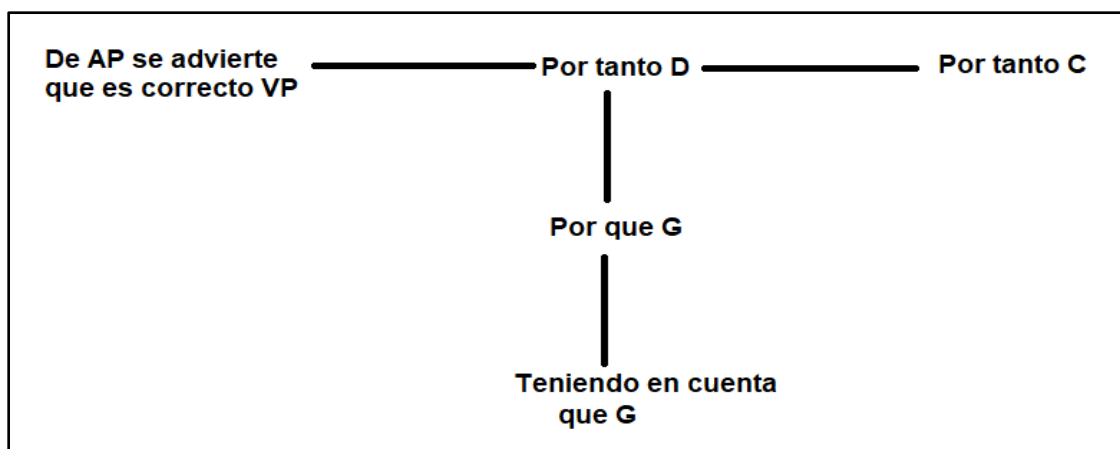 De AP se advierte
que es correcto VP
Por tanto D
Por tanto C
Por que G
Teniendo en cuenta
que G